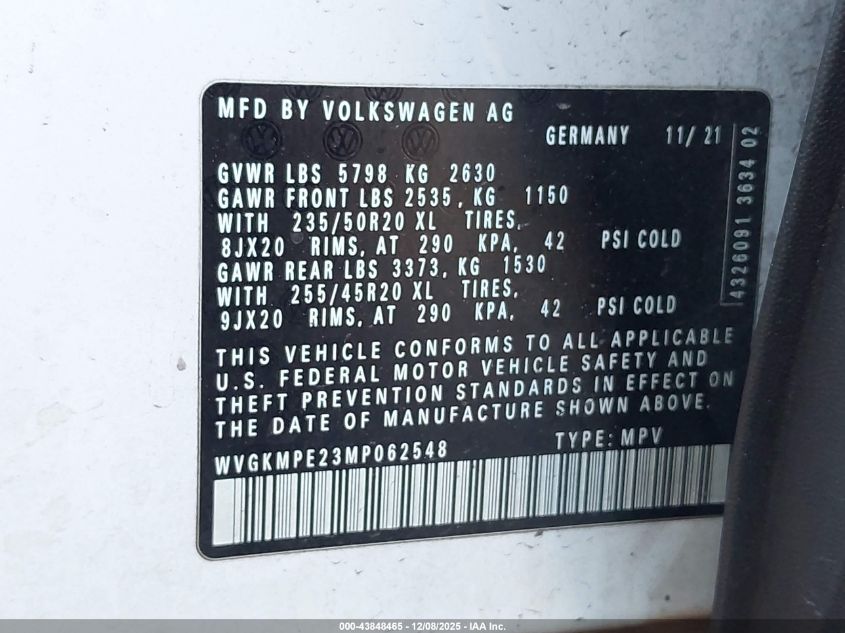 MFD BY VOLKSWAGEN AG
GERMANY 11/ 21
GVWR LBS 5798 KG 2630
GAWR FRONT LBS 2535, KG 1150
WITH 235/50R20 XL TIRES,
8JX20 RIMS, AT 290 KPA, 42 PSI COLD
GAWR REAR LBS 3373, KG 1530
WITH 255/45R20 XL TIRES,
9JX20 RIMS, AT 290 KPA, 42 PSI COLD
4326091 3634 02
THIS VEHICLE CONFORMS TO ALL APPLICABLE
U.S. FEDERAL MOTOR VEHICLE SAFETY AND
THEFT PREVENTION STANDARDS IN EFFECT ON
THE DATE OF MANUFACTURE SHOWN ABOVE.
WVGKMPE23MP062548 TYPE: MPV
000-43848465 - 12/08/2025 - IAA Inc.